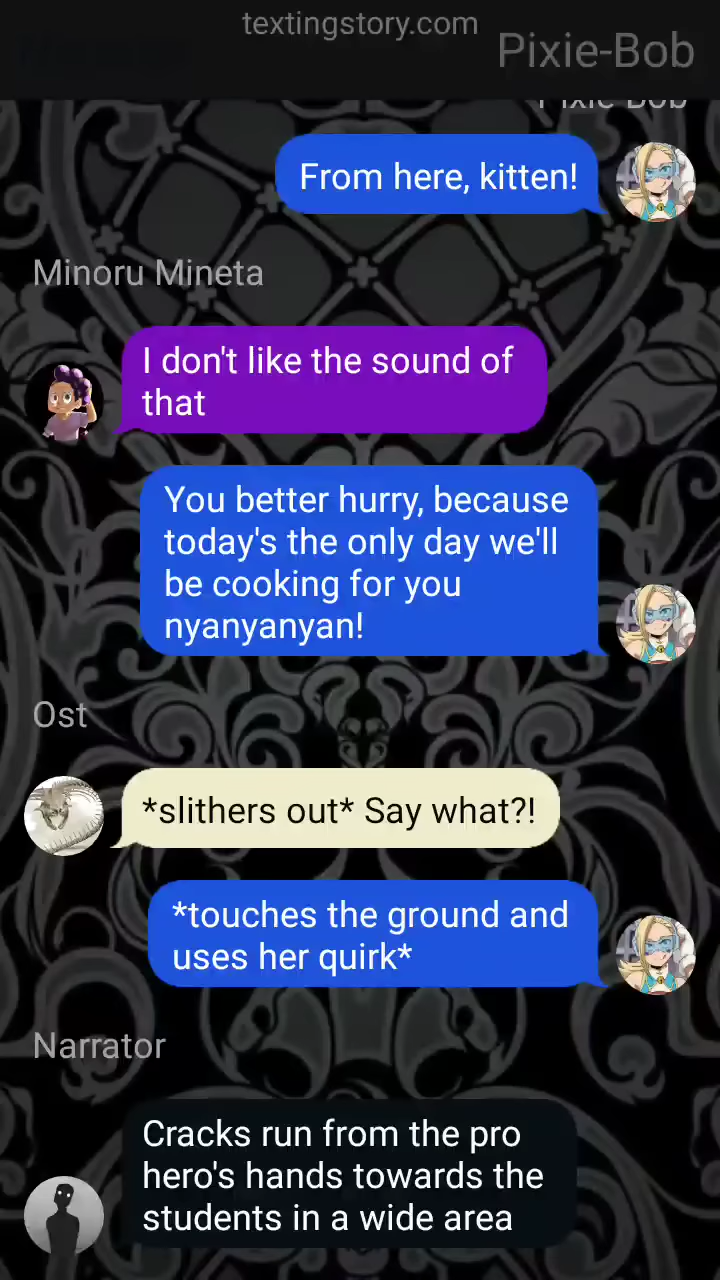 textingstory.com
Pixie-Bob
Pixie-Bob
From here, kitten!
Minoru Mineta
I don't like the sound of
that
You better hurry, because
today's the only day we'll
be cooking for you
nyanyanyan!
Ost
*slithers out* Say what?!
*touches the ground and
uses her quirk*
Narrator
Cracks run from the pro
hero's hands towards the
students in a wide area